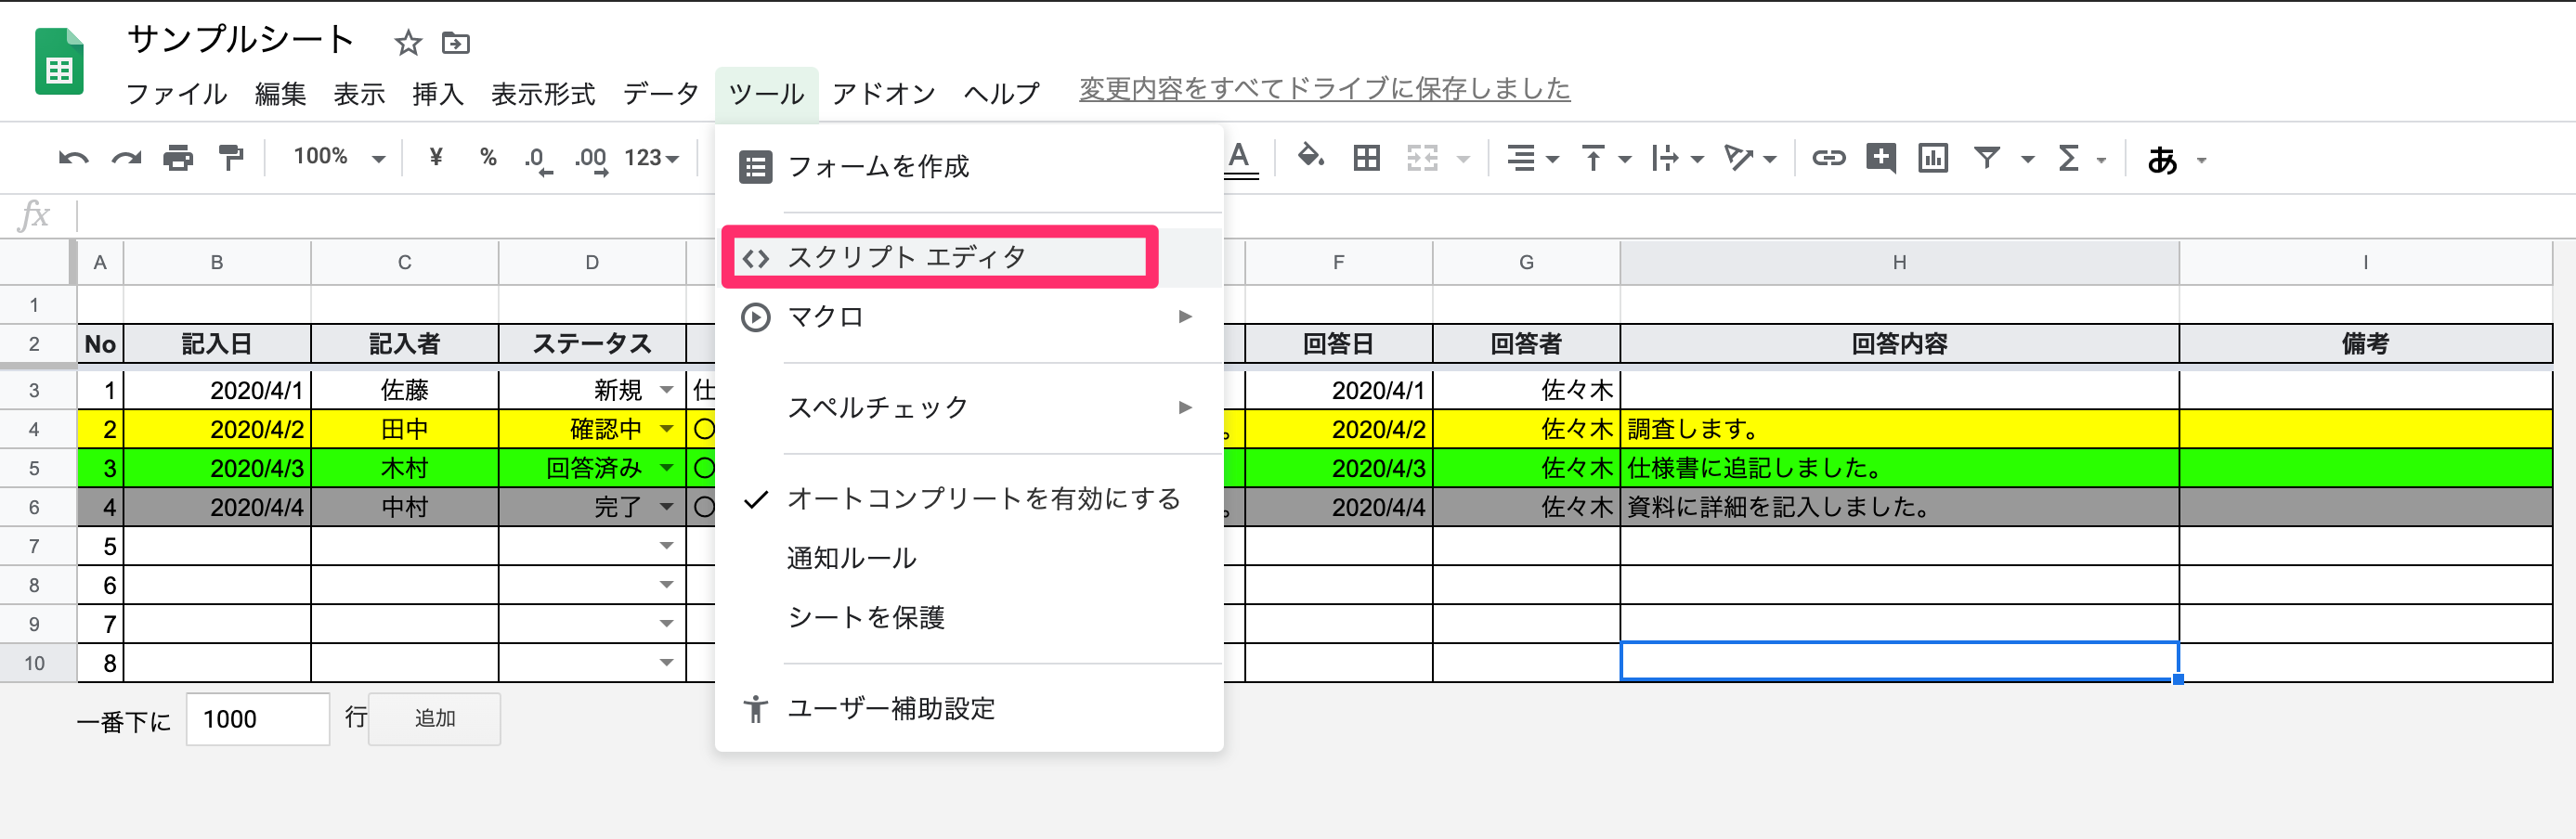 サンプルシート
ファイル 編集 表示 挿入 表示形式 データ ツール アドオン ヘルプ 変更内容をすべてドライブに保存しました
100% ¥ % .0 .00 123 A Σ あ
fx
フォームを作成
スクリプト エディタ
マクロ
スペルチェック
オートコンプリートを有効にする
通知ルール
シートを保護
ユーザー補助設定
A B C D F G H I
1
2 No 記入日 記入者 ステータス 回答日 回答者 回答内容 備考
3 1 2020/4/1 佐藤 新規 仕 2020/4/1 佐々木
4 2 2020/4/2 田中 確認中 〇 。 2020/4/2 佐々木 調査します。
5 3 2020/4/3 木村 回答済み 〇 2020/4/3 佐々木 仕様書に追記しました。
6 4 2020/4/4 中村 完了 〇 。 2020/4/4 佐々木 資料に詳細を記入しました。
7 5
8 6
9 7
10 8
一番下に 1000 行 追加